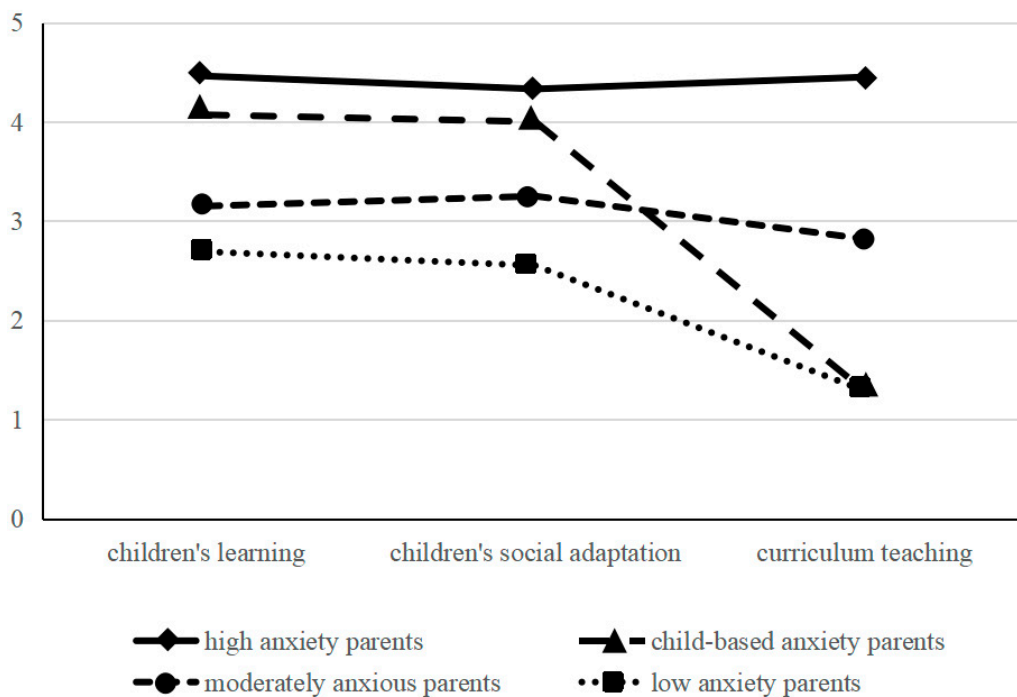 5
4
3
2
1
0
children's learning children's social adaptation curriculum teaching
high anxiety parents child-based anxiety parents
moderately anxious parents low anxiety parents